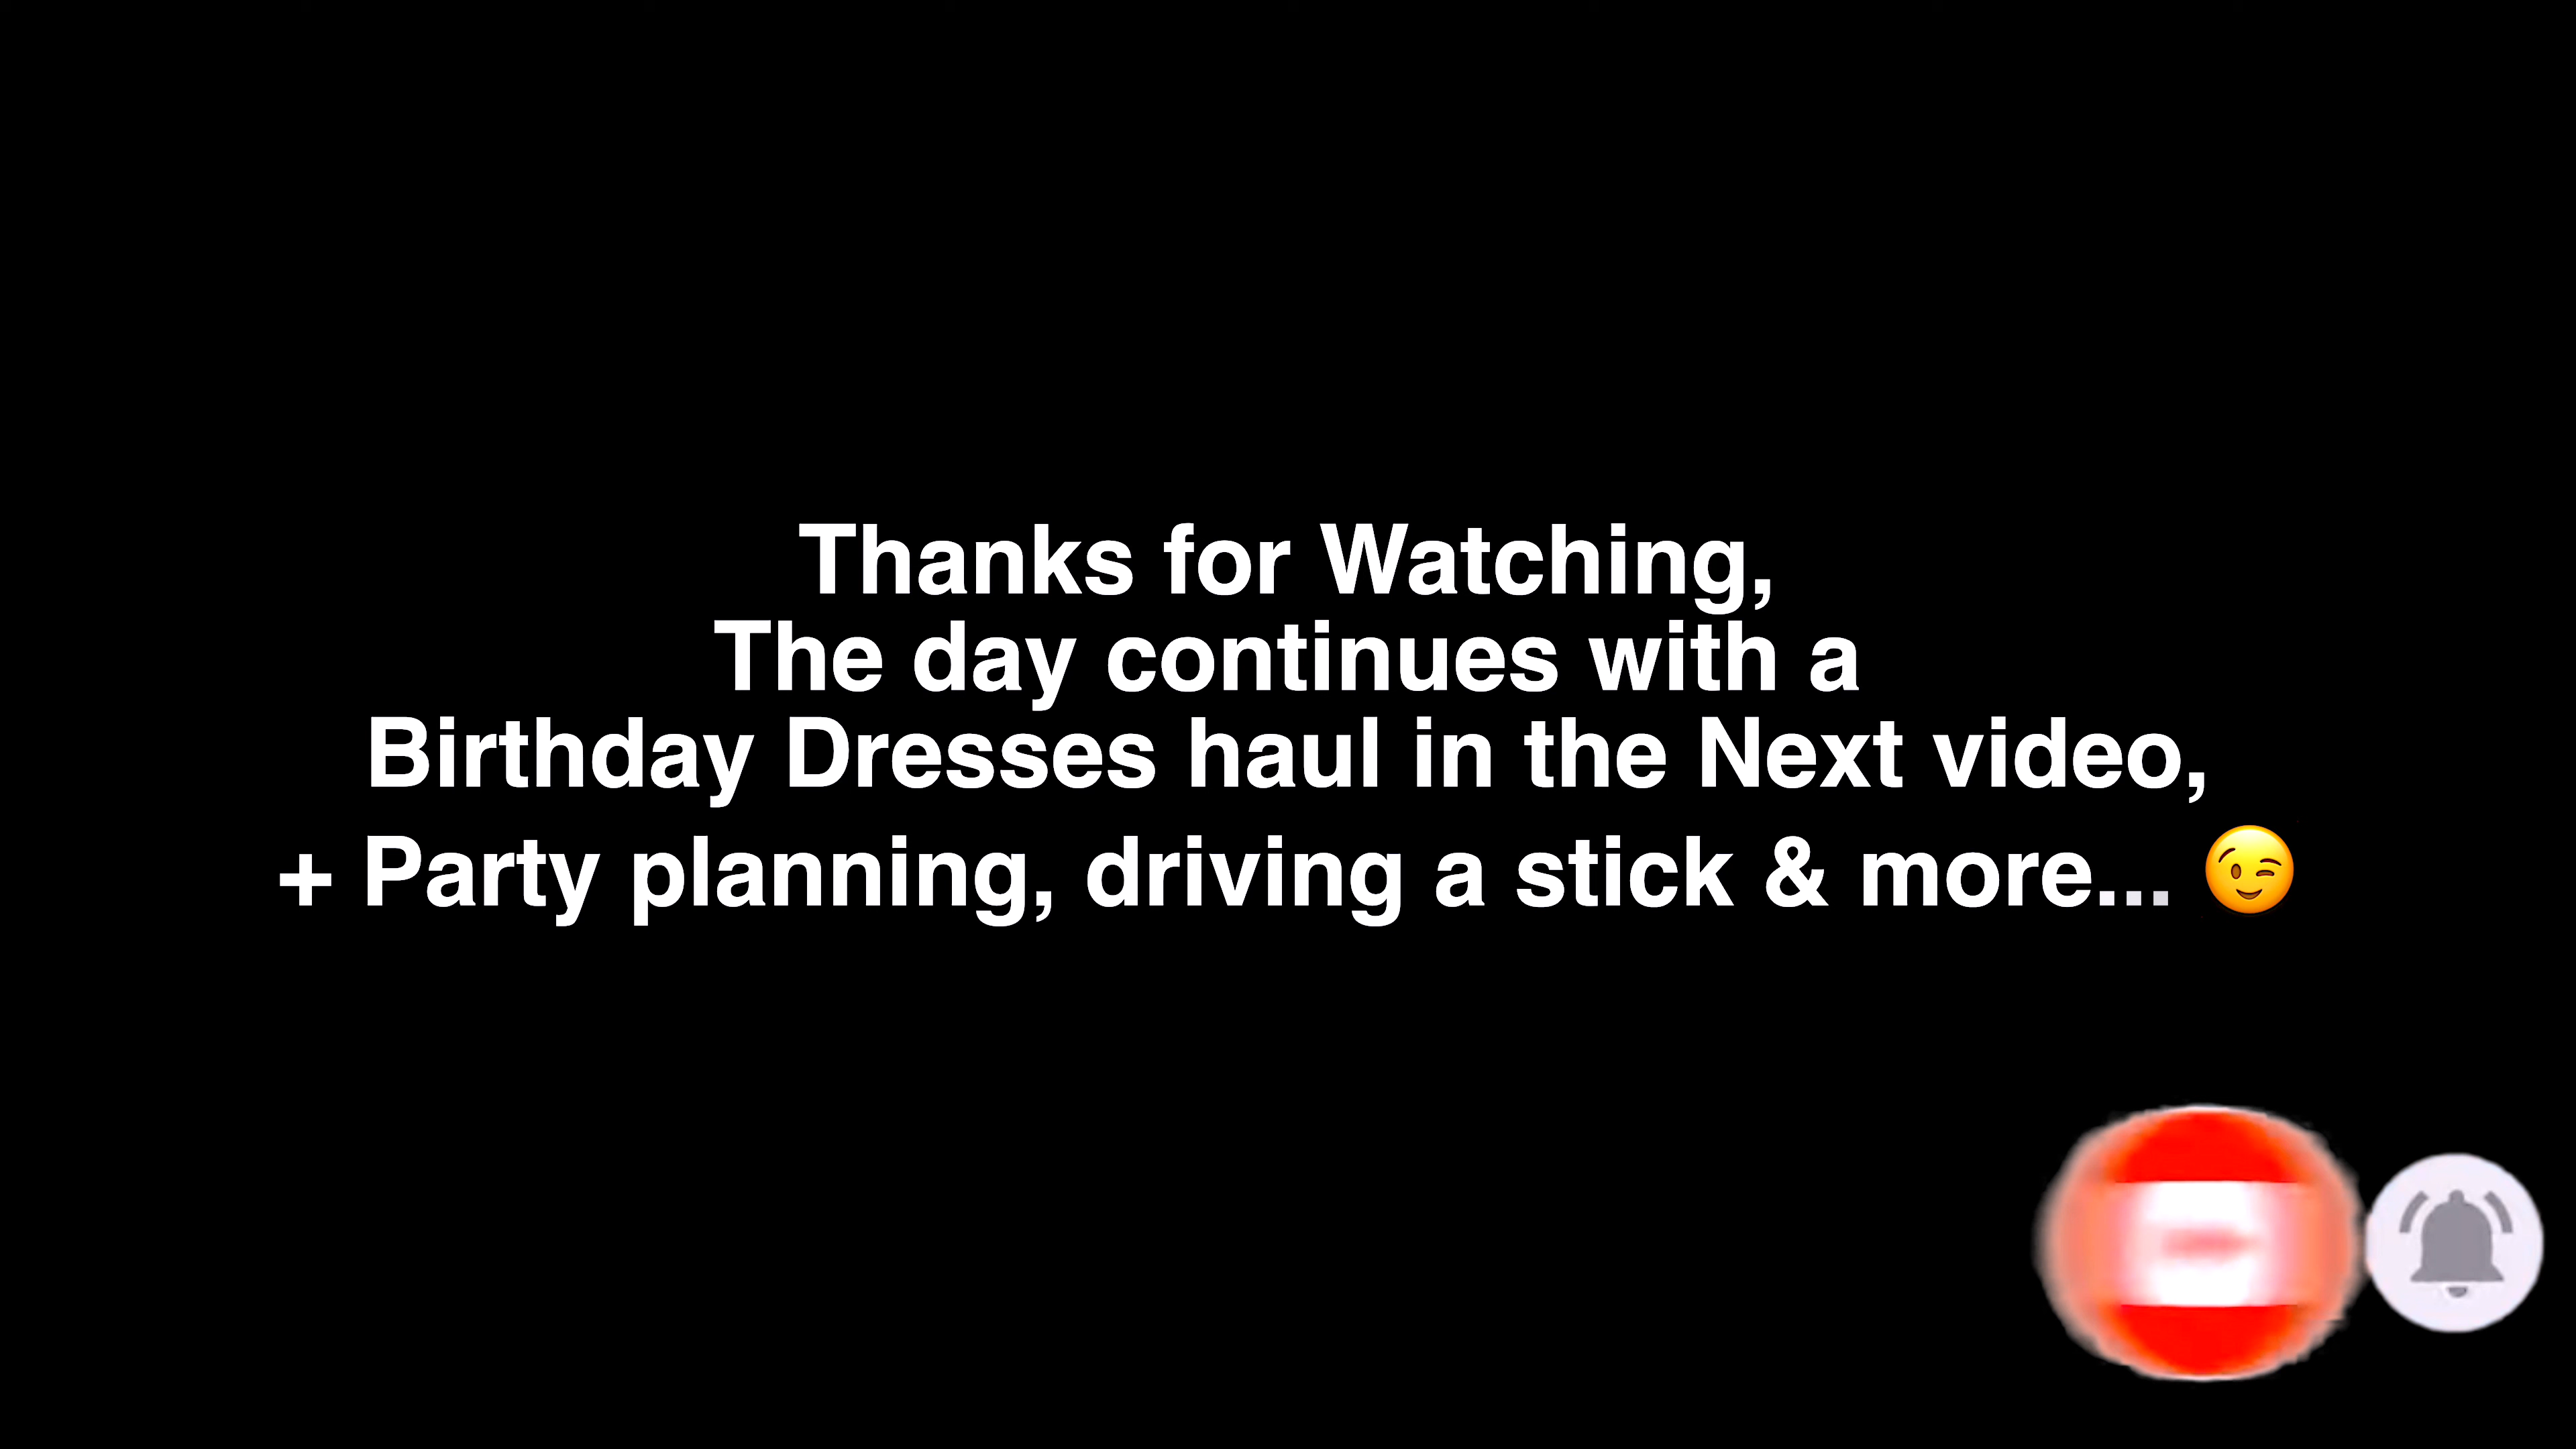 Thanks for Watching,
The day continues with a
Birthday Dresses haul in the Next video,
+ Party planning, driving a stick & more... 😉